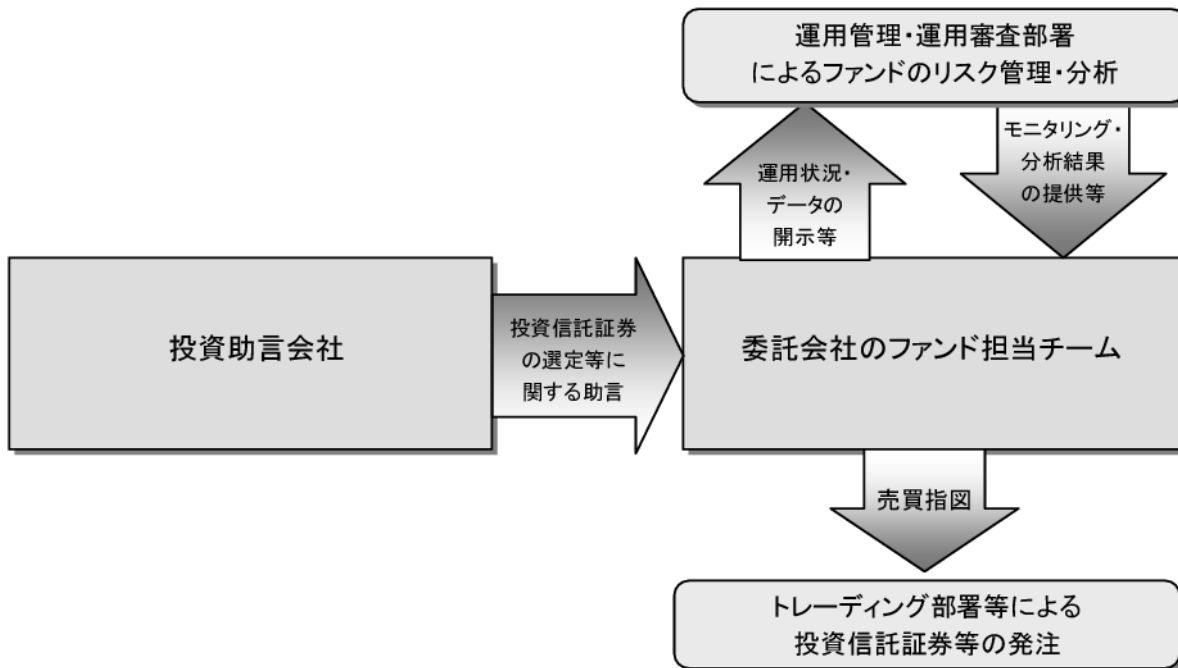 運用管理・運用審査部署
によるファンドのリスク管理・分析
運用状況・
データの
開示等
モニタリング・
分析結果
の提供等
投資助言会社
投資信託証券
の選定等に
関する助言
委託会社のファンド担当チーム
売買指図
トレーディング部署等による
投資信託証券等の発注